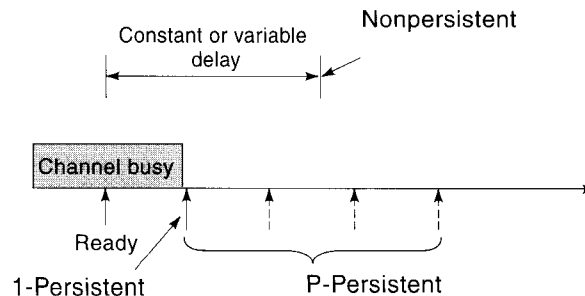 Nonpersistent
Constant or variable
delay
Channel busy
Ready
1-Persistent
P-Persistent